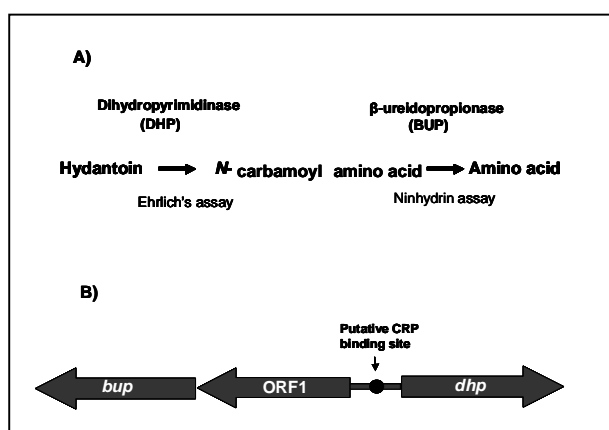 A)
Dihydropyrimidinase
(DHP)
β-ureidopropionase
(BUP)
Hydantoin N- carbamoyl amino acid Amino acid
Ehrlich's assay
Ninhydrin assay
B)
Putative CRP
binding site
bup ORF1 dhp